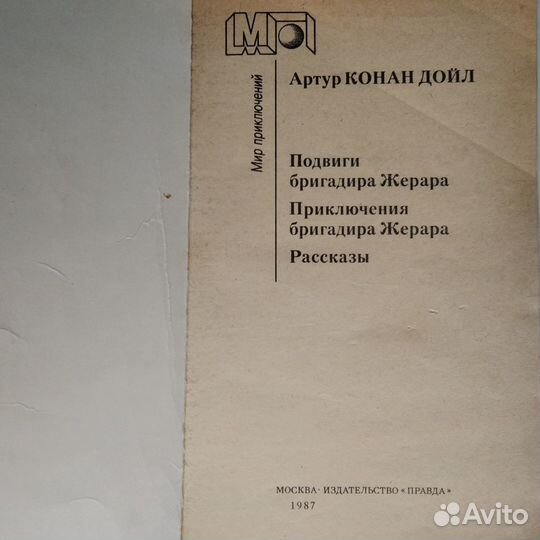 МП
Мир приключений
Артур КОНАН ДОЙЛ
Подвиги
бригадира Жерара
Приключения
бригадира Жерара
Рассказы
МОСКВА · ИЗДАТЕЛЬСТВО «ПРАВДА»
1987
Avito